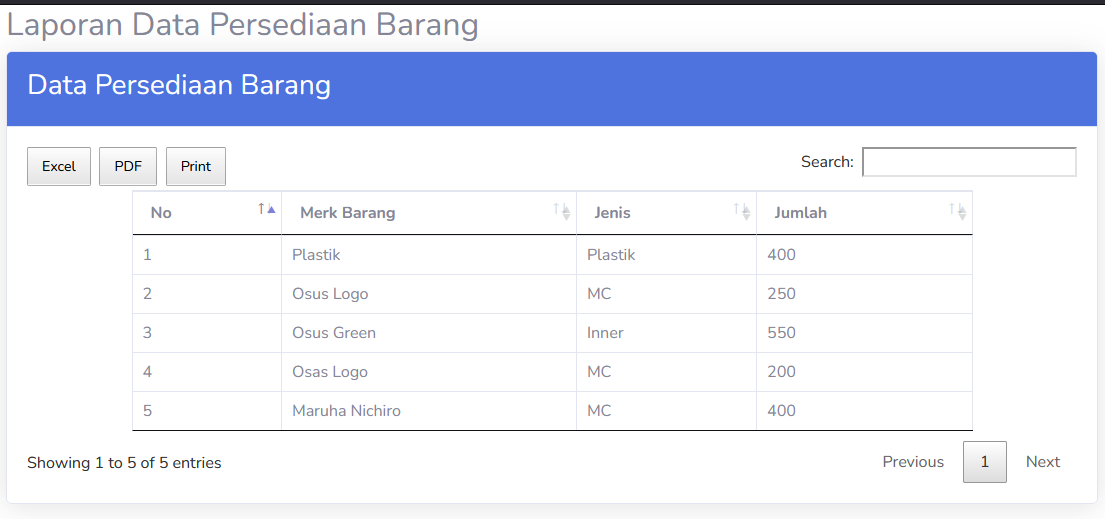 Laporan Data Persediaan Barang
Data Persediaan Barang
Excel PDF Print Search:
No Merk Barang Jenis Jumlah
1 Plastik Plastik 400
2 Osus Logo MC 250
3 Osus Green Inner 550
4 Osas Logo MC 200
5 Maruha Nichiro MC 400
Showing 1 to 5 of 5 entries Previous 1 Next